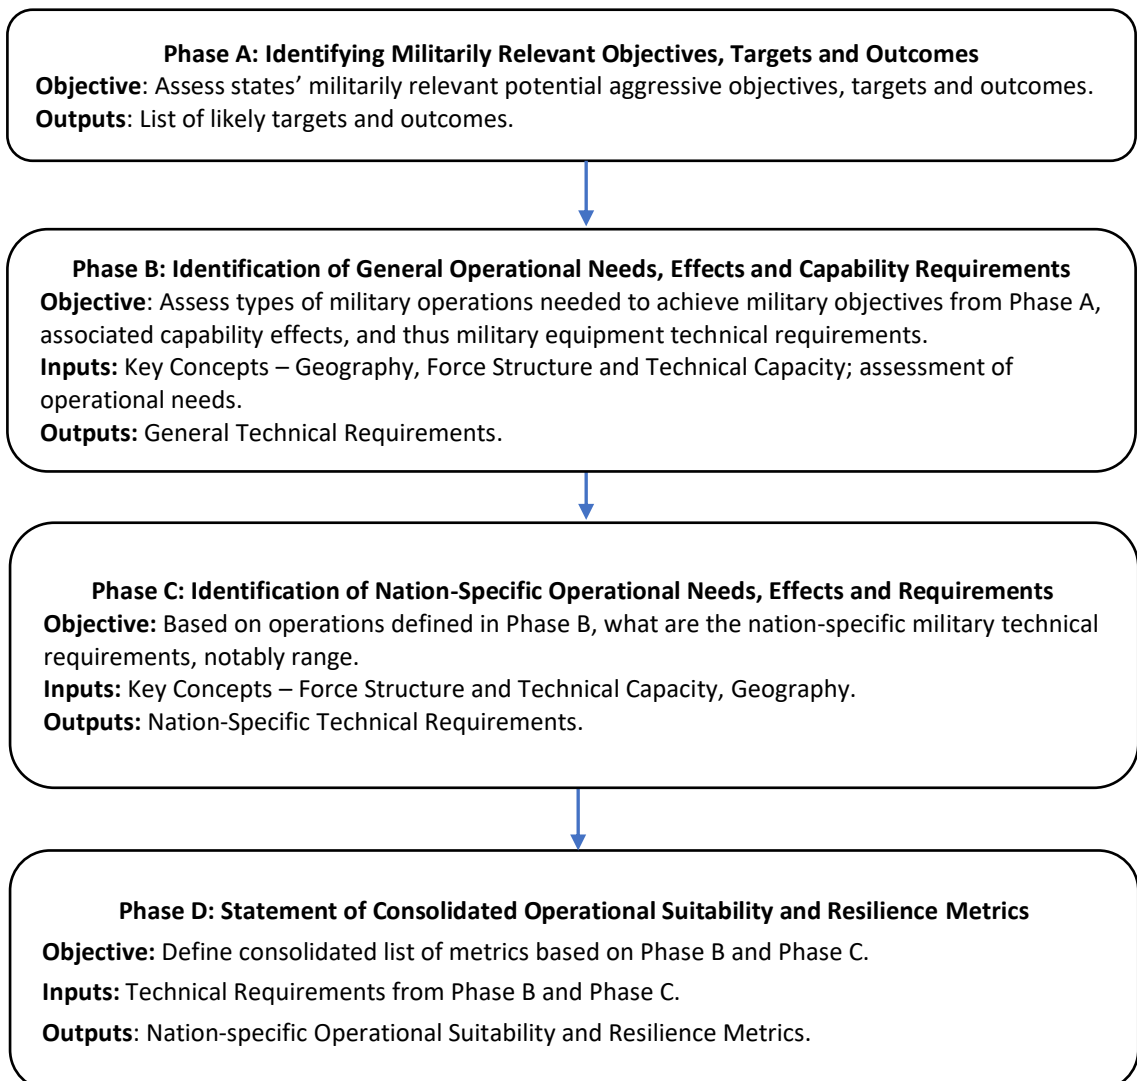 Phase A: Identifying Militarily Relevant Objectives, Targets and Outcomes
Objective: Assess states’ militarily relevant potential aggressive objectives, targets and outcomes.
Outputs: List of likely targets and outcomes.
Phase B: Identification of General Operational Needs, Effects and Capability Requirements
Objective: Assess types of military operations needed to achieve military objectives from Phase A,
associated capability effects, and thus military equipment technical requirements.
Inputs: Key Concepts – Geography, Force Structure and Technical Capacity; assessment of
operational needs.
Outputs: General Technical Requirements.
Phase C: Identification of Nation-Specific Operational Needs, Effects and Requirements
Objective: Based on operations defined in Phase B, what are the nation-specific military technical
requirements, notably range.
Inputs: Key Concepts – Force Structure and Technical Capacity, Geography.
Outputs: Nation-Specific Technical Requirements.
Phase D: Statement of Consolidated Operational Suitability and Resilience Metrics
Objective: Define consolidated list of metrics based on Phase B and Phase C.
Inputs: Technical Requirements from Phase B and Phase C.
Outputs: Nation-specific Operational Suitability and Resilience Metrics.